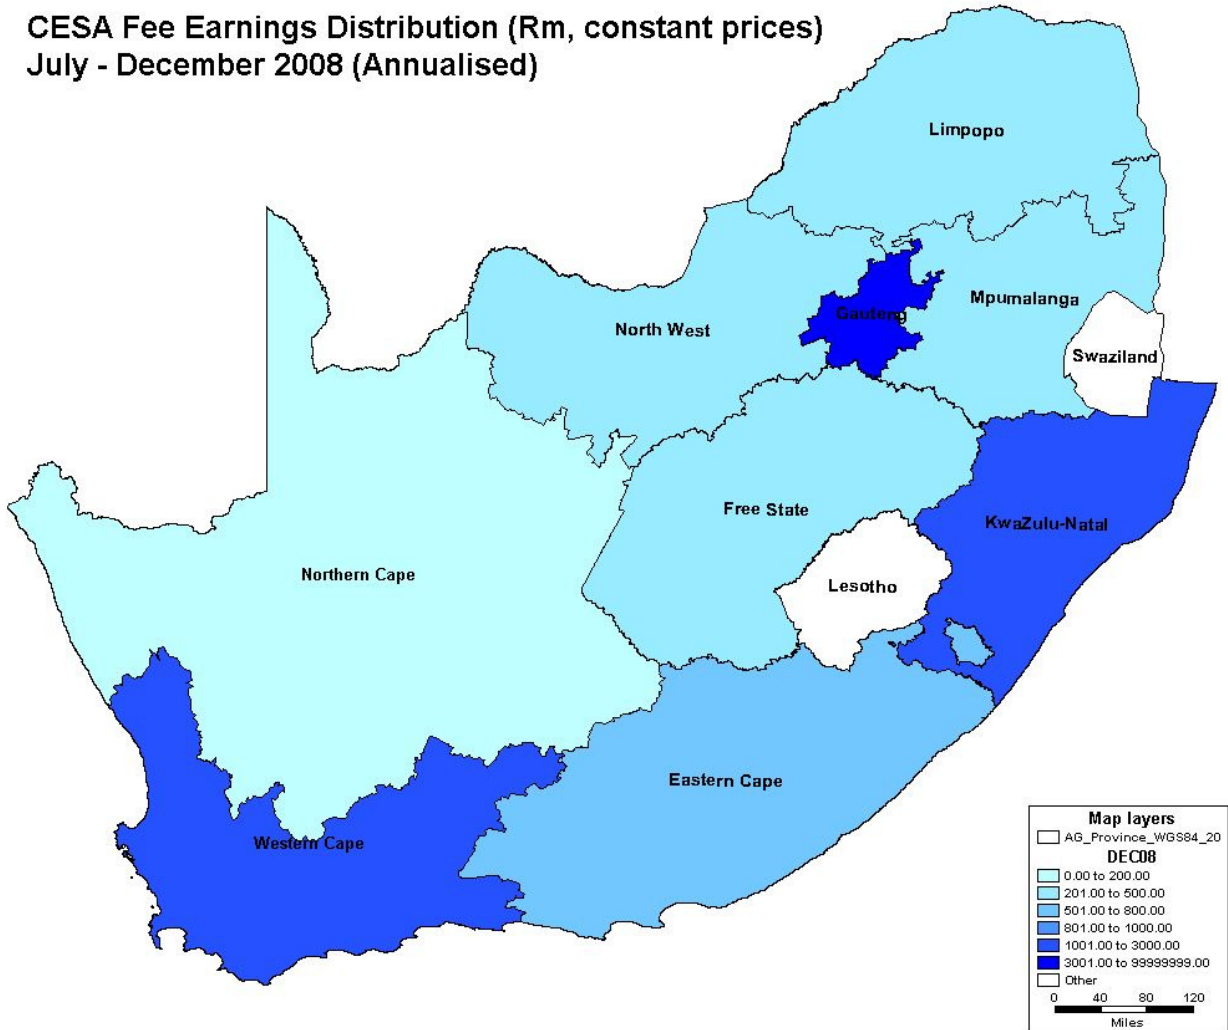 CESA Fee Earnings Distribution (Rm, constant prices)
July - December 2008 (Annualised)
Limpopo
Mpumalanga
Gauteng
North West
Swaziland
Free State
KwaZulu-Natal
Northern Cape
Lesotho
Eastern Cape
Western Cape
Map layers
AG_Province_WGS84_20
DEC08
0.00 to 200.00
201.00 to 500.00
501.00 to 800.00
801.00 to 1000.00
1001.00 to 3000.00
3001.00 to 99999999.00
Other
0 40 80 120
Miles